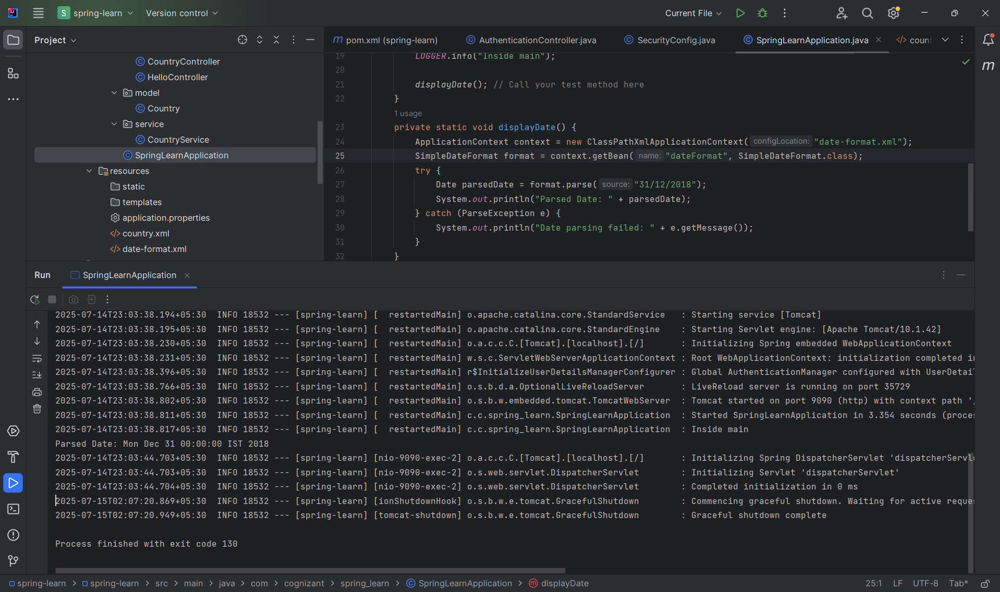 S spring-learn Version control Current File
Project
pom.xml (spring-learn) AuthenticationController.java SecurityConfig.java SpringLearnApplication.java
CountryController
HelloController
model
Country
service
CountryService
SpringLearnApplication
resources
static
templates
application.properties
country.xml
date-format.xml
19 LOGGER.info("Inside main");
20
21 displayDate(); // Call your test method here
22 }
1 usage
23 private static void displayDate() {
24 ApplicationContext context = new ClassPathXmlApplicationContext( configLocation: "date-format.xml");
25 SimpleDateFormat format = context.getBean( name: "dateFormat", SimpleDateFormat.class);
26 try {
27 Date parsedDate = format.parse( source: "31/12/2018");
28 System.out.println("Parsed Date: " + parsedDate);
29 } catch (ParseException e) {
30 System.out.println("Date parsing failed: " + e.getMessage());
31 }
32 }
Run SpringLearnApplication
2025-07-14T23:03:38.194+05:30 INFO 18532 --- [spring-learn] [ restartedMain] o.apache.catalina.core.StandardService : Starting service [Tomcat]
2025-07-14T23:03:38.195+05:30 INFO 18532 --- [spring-learn] [ restartedMain] o.apache.catalina.core.StandardEngine : Starting Servlet engine: [Apache Tomcat/10.1.42]
2025-07-14T23:03:38.230+05:30 INFO 18532 --- [spring-learn] [ restartedMain] o.a.c.c.C.[Tomcat].[localhost].[/] : Initializing Spring embedded WebApplicationContext
2025-07-14T23:03:38.231+05:30 INFO 18532 --- [spring-learn] [ restartedMain] w.s.c.ServletWebServerApplicationContext : Root WebApplicationContext: initialization completed
2025-07-14T23:03:38.396+05:30 INFO 18532 --- [spring-learn] [ restartedMain] r$InitializeUserDetailsManagerConfigurer : Global AuthenticationManager configured with
2025-07-14T23:03:38.766+05:30 INFO 18532 --- [spring-learn] [ restartedMain] o.s.b.d.a.OptionalLiveReloadServer : LiveReload server is running on port 35729
2025-07-14T23:03:38.802+05:30 INFO 18532 --- [spring-learn] [ restartedMain] o.s.b.w.embedded.tomcat.TomcatWebServer : Tomcat started on port 9090 (http) with context path
2025-07-14T23:03:38.811+05:30 INFO 18532 --- [spring-learn] [ restartedMain] c.c.spring_learn.SpringLearnApplication : Started SpringLearnApplication in 3.354 seconds
2025-07-14T23:03:38.817+05:30 INFO 18532 --- [spring-learn] [ restartedMain] c.c.spring_learn.SpringLearnApplication : Inside main
Parsed Date: Mon Dec 31 00:00:00 IST 2018
2025-07-14T23:03:44.703+05:30 INFO 18532 --- [spring-learn] [nio-9090-exec-2] o.a.c.c.C.[Tomcat].[localhost].[/] : Initializing Spring DispatcherServlet
2025-07-14T23:03:44.703+05:30 INFO 18532 --- [spring-learn] [nio-9090-exec-2] o.s.web.servlet.DispatcherServlet : Initializing Servlet 'dispatcherServlet'
2025-07-14T23:03:44.704+05:30 INFO 18532 --- [spring-learn] [nio-9090-exec-2] o.s.web.servlet.DispatcherServlet : Completed initialization in 0 ms
2025-07-15T02:07:20.869+05:30 INFO 18532 --- [spring-learn] [ionShutdownHook] o.s.b.w.e.tomcat.GracefulShutdown : Commencing graceful shutdown. Waiting for active
2025-07-15T02:07:20.949+05:30 INFO 18532 --- [spring-learn] [tomcat-shutdown] o.s.b.w.e.tomcat.GracefulShutdown : Graceful shutdown complete
Process finished with exit code 130
spring-learn > spring-learn > src > main > java > com > cognizant > spring_learn > SpringLearnApplication > displayDate 25:1 LF UTF-8 Tab*